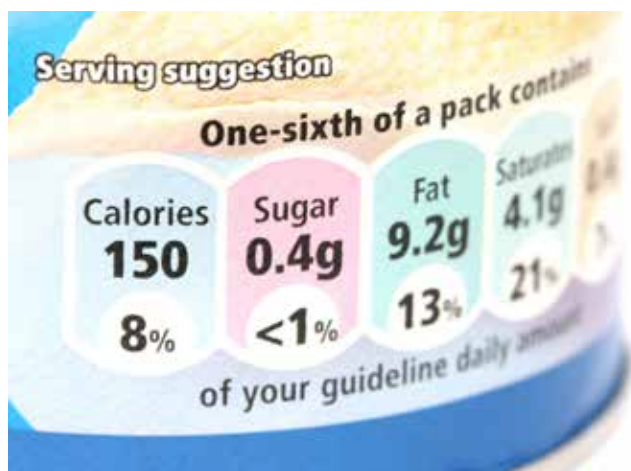 Serving suggestion
One-sixth of a pack contains
Calories Sugar Fat Saturates
150 0.4g 9.2g 4.1g
8% <1% 13% 21%
of your guideline daily amount